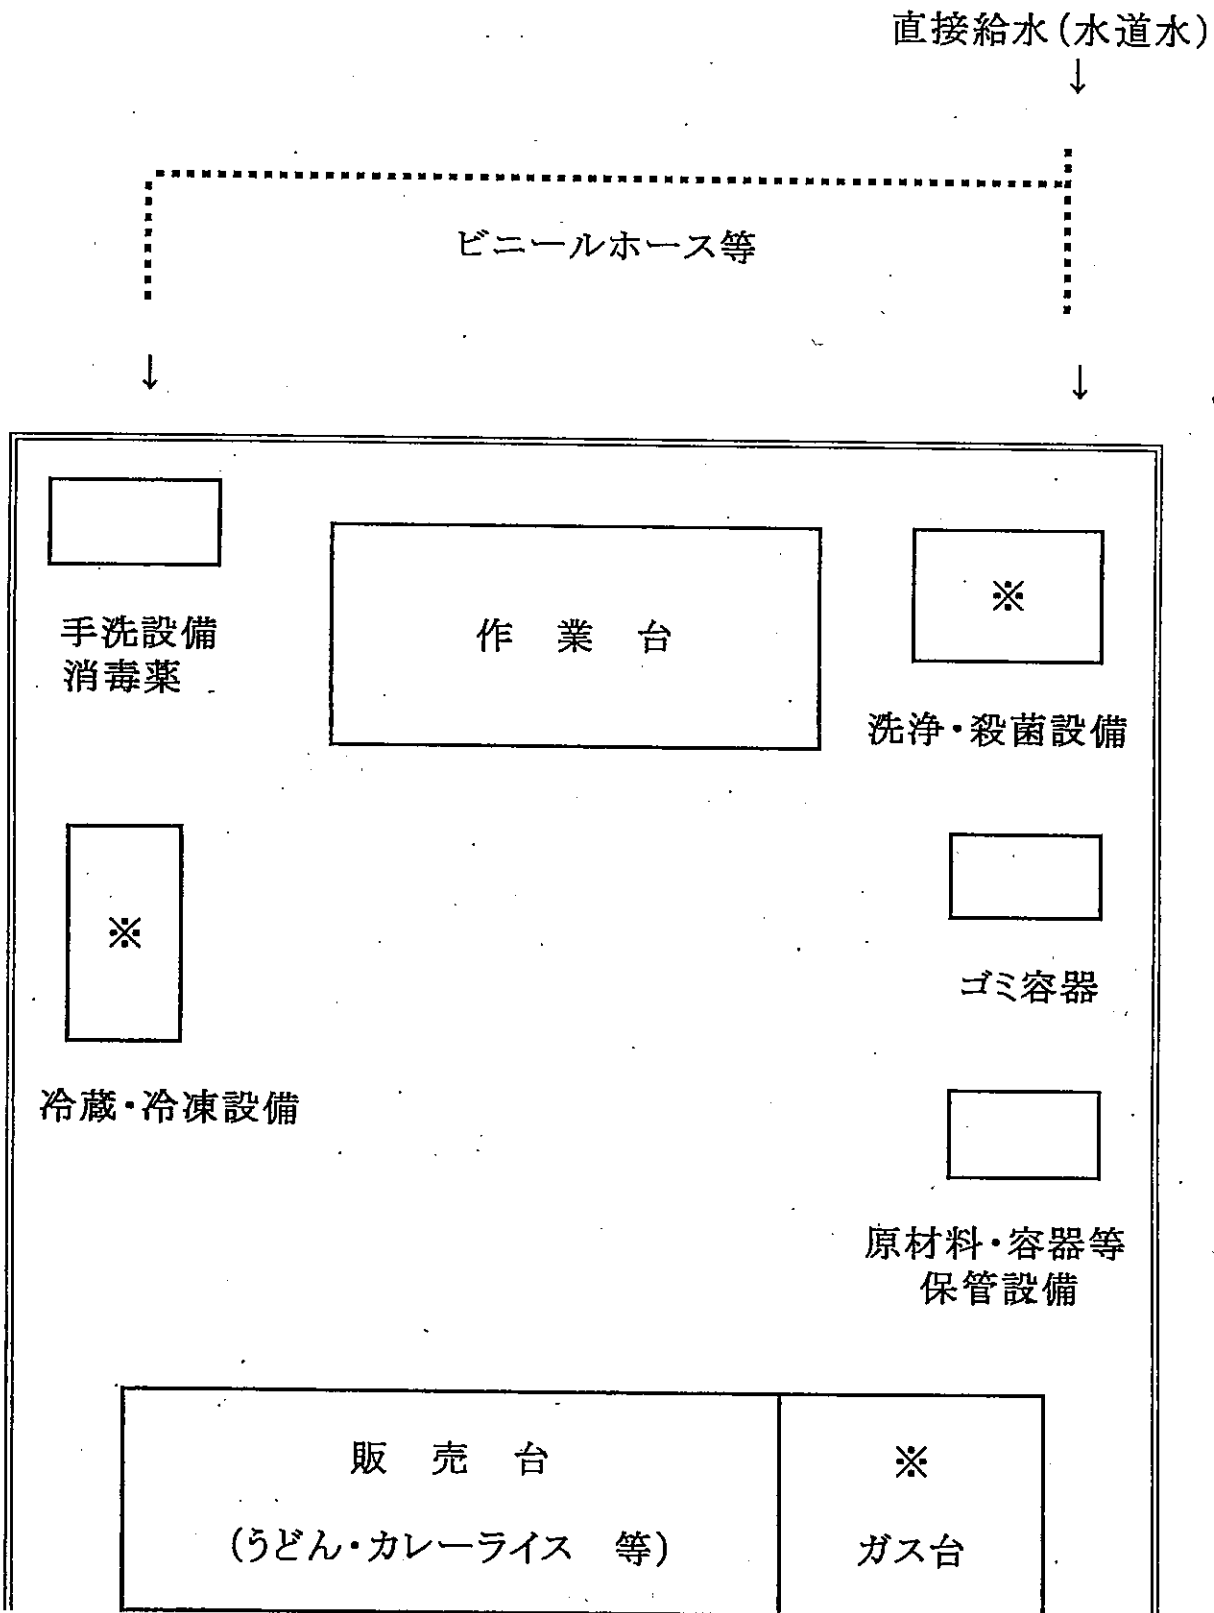 直接給水(水道水)
↓
ビニールホース等
↓ ↓
※
作 業 台
手洗設備
消毒薬
洗浄・殺菌設備
※
ゴミ容器
冷蔵・冷凍設備
原材料・容器等
保管設備
販 売 台
※
(うどん・カレーライス 等)
ガス台